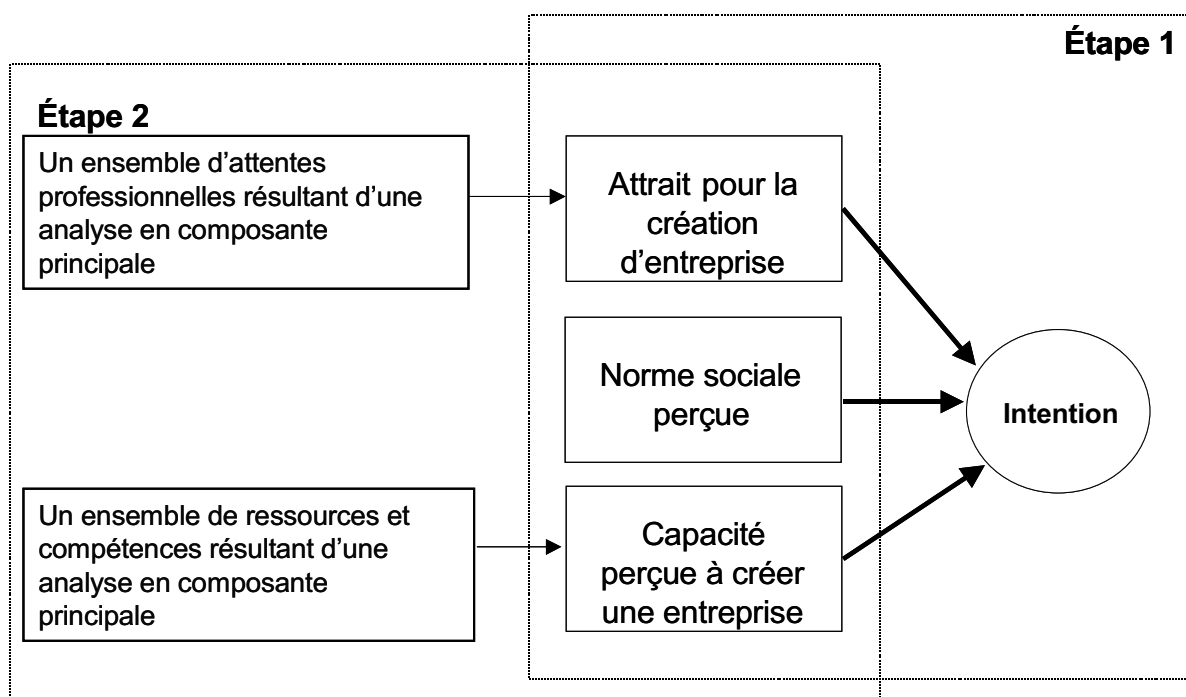 Étape 1
Étape 2
Un ensemble d’attentes
professionnelles résultant d’une
analyse en composante
principale
Attrait pour la
création
d’entreprise
Norme sociale
perçue
Intention
Un ensemble de ressources et
compétences résultant d’une
analyse en composante
principale
Capacité
perçue à créer
une entreprise